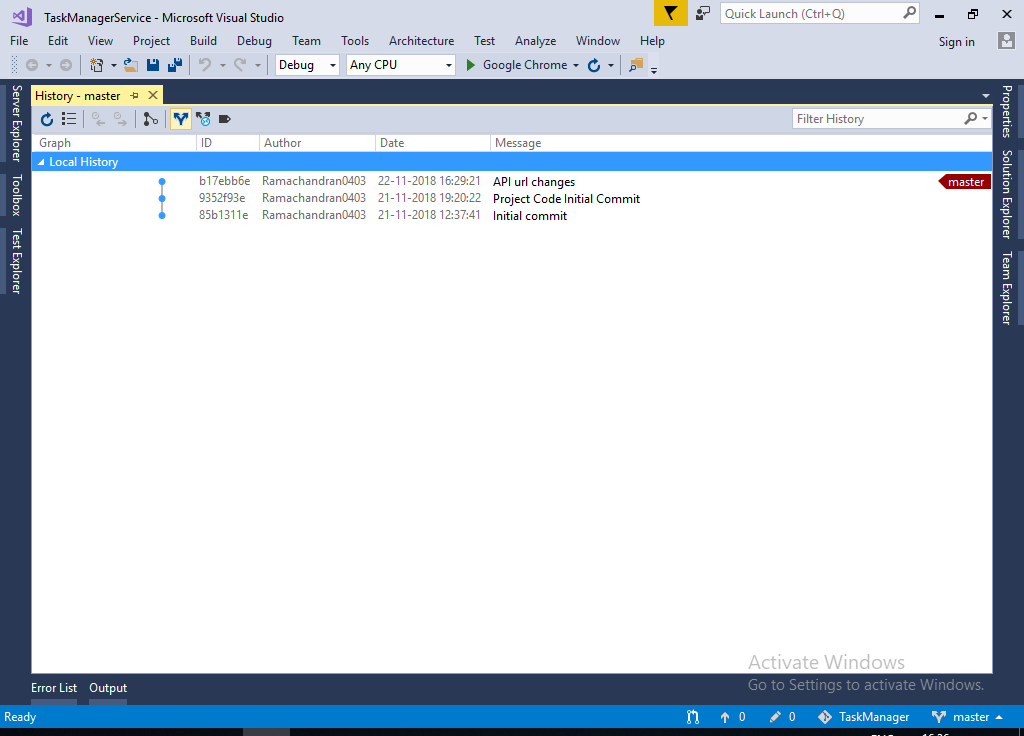 TaskManagerService - Microsoft Visual Studio
Quick Launch (Ctrl+Q)
File Edit View Project Build Debug Team Tools Architecture Test Analyze Window Help
Sign in
Debug Any CPU Google Chrome
History - master
Filter History
Graph ID Author Date Message
Local History
b17ebb6e Ramachandran0403 22-11-2018 16:29:21 API url changes master
9352f93e Ramachandran0403 21-11-2018 19:20:22 Project Code Initial Commit
85b1311e Ramachandran0403 21-11-2018 12:37:41 Initial commit
Server Explorer
Toolbox
Test Explorer
Properties
Solution Explorer
Team Explorer
Activate Windows
Go to Settings to activate Windows.
Error List Output
Ready 0 0 TaskManager master